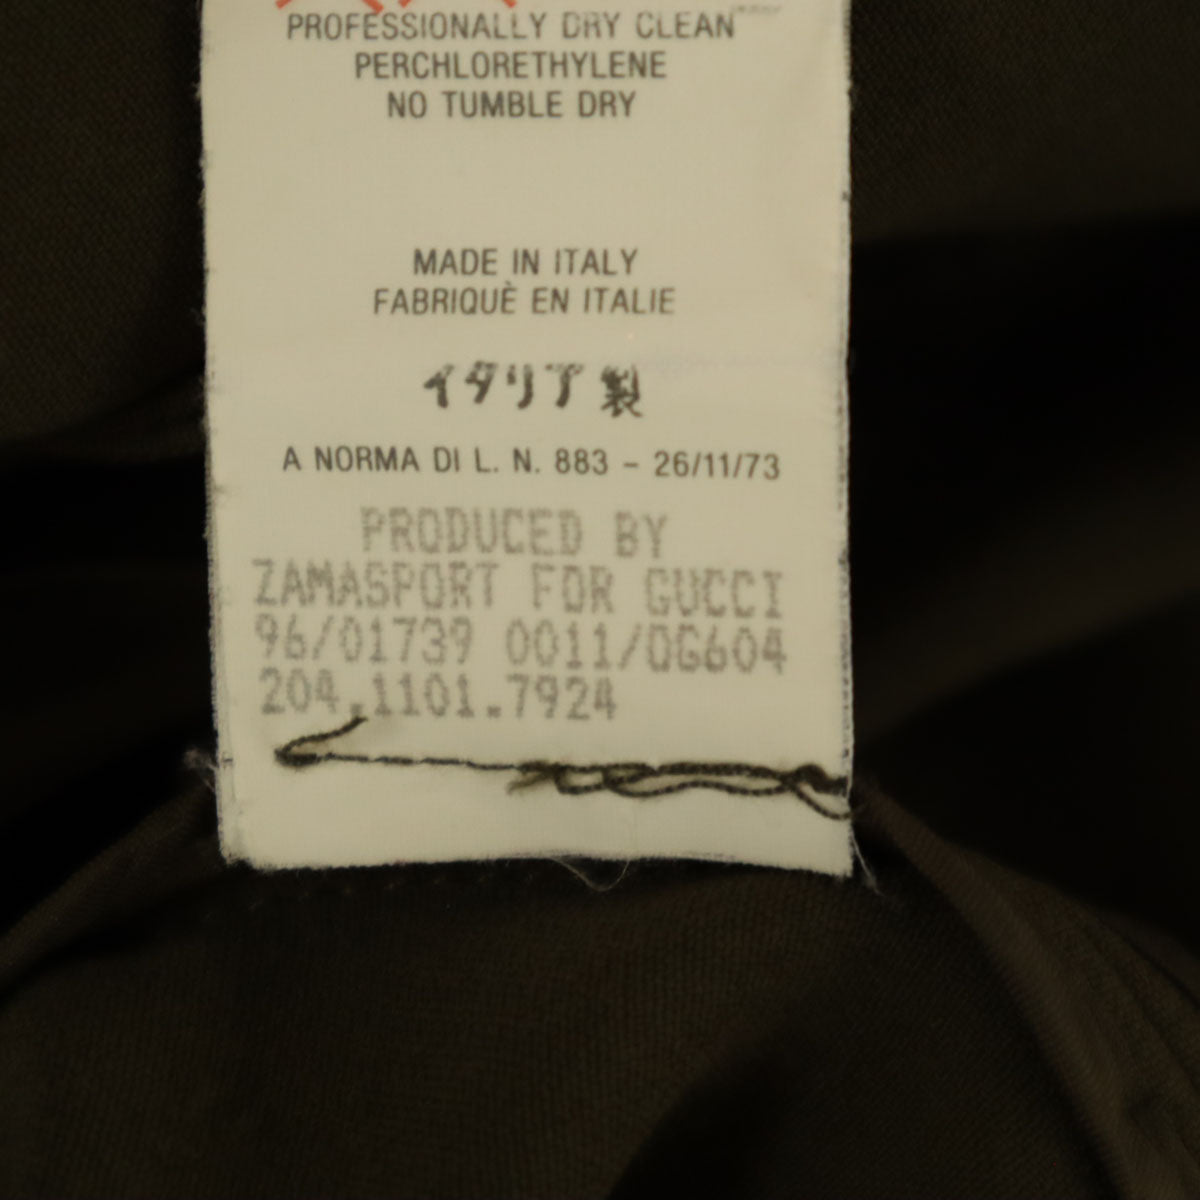 PROFESSIONALLY DRY CLEAN
PERCHLORETHYLENE
NO TUMBLE DRY
MADE IN ITALY
FABRIQUÈ EN ITALIE
イタリア製
A NORMA DI L. N. 883 - 26/11/73
PRODUCED BY
ZAMASPORT FOR GUCCI
96/01739 0011/QG604
204.1101.7924